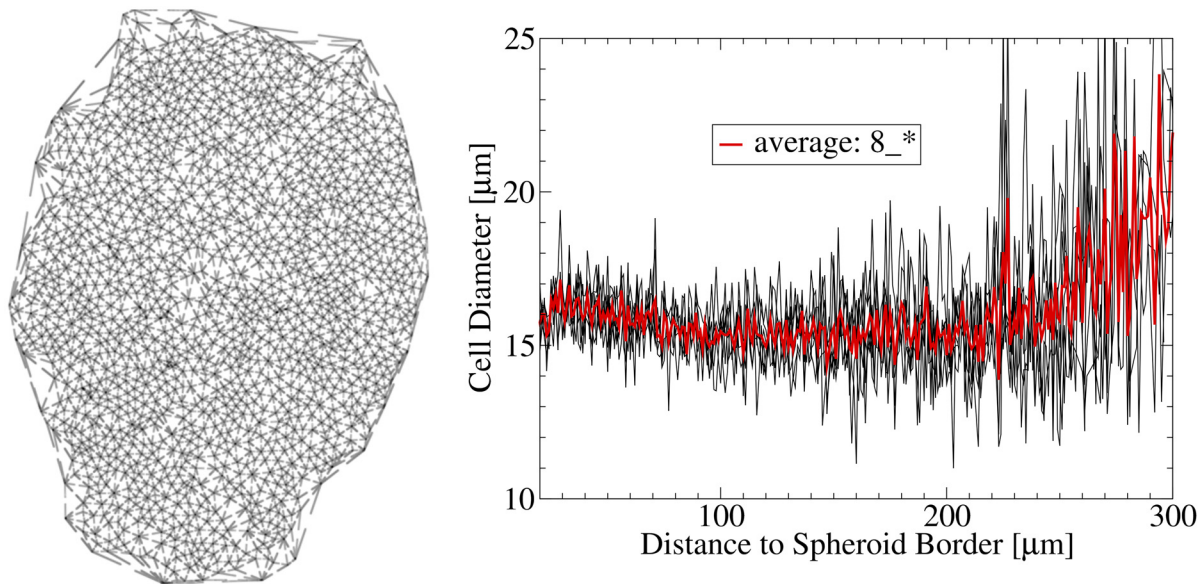 25
average: 8_*
20
Cell Diameter [μm]
15
10
100
200
300
Distance to Spheroid Border [μm]